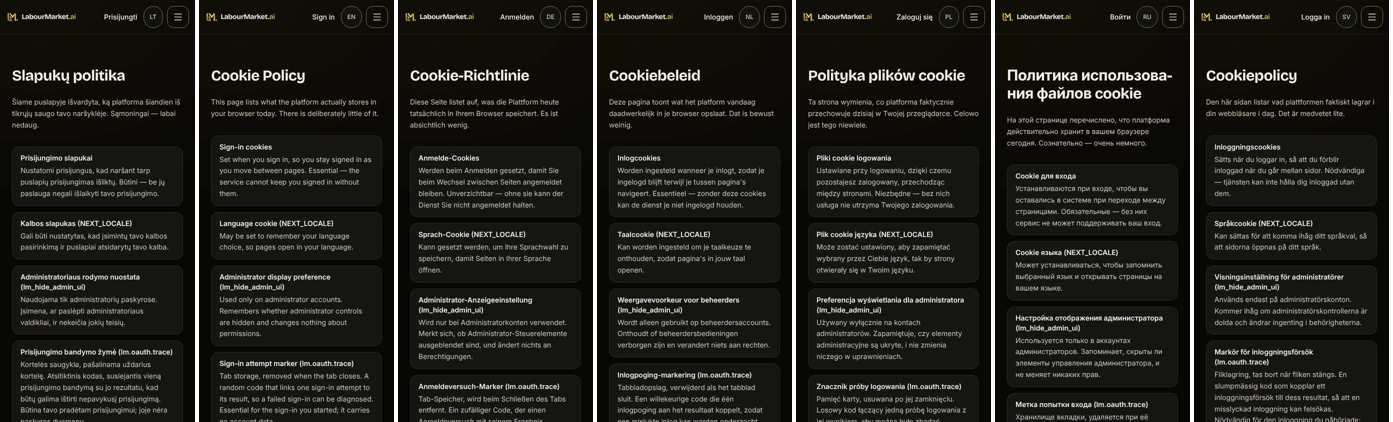 LabourMarket.ai
Prisijungti
LT
Slapukų politika
Šiame puslapyje išvardyta, ką platforma šiandien iš
tikrųjų saugo tavo naršyklėje. Sąmoningai — labai
nedaug.
Prisijungimo slapukai
Nustatomi prisijungus, kad naršant tarp
puslapių prisijungimas išliktų. Būtini — be jų
paslauga negali išlaikyti tavo prisijungimo.
Kalbos slapukas (NEXT_LOCALE)
Gali būti nustatytas, kad įsimintų tavo kalbos
pasirinkimą ir puslapiai atsidarytų tavo kalba.
Administratoriaus rodymo nuostata
(lm_hide_admin_ui)
Naudojama tik administratorių paskyrose.
Įsimena, ar paslėpti administratoriaus
valdikliai, ir nekeičia jokių teisių.
Prisijungimo bandymo žymė (lm.oauth.trace)
Kortelės saugykla, pašalinama uždarius
kortelę. Atsitiktinis kodas, susiejantis vieną
prisijungimo bandymą su jo rezultatu, kad
būtų galima ištirti nepavykusį prisijungimą.
Būtina tavo pradėtam prisijungimui; joje nėra
LabourMarket.ai
Sign in
EN
Cookie Policy
This page lists what the platform actually stores in
your browser today. There is deliberately little of it.
Sign-in cookies
Set when you sign in, so you stay signed in as
you move between pages. Essential — the
service cannot keep you signed in without
them.
Language cookie (NEXT_LOCALE)
May be set to remember your language
choice, so pages open in your language.
Administrator display preference
(lm_hide_admin_ui)
Used only on administrator accounts.
Remembers whether administrator controls
are hidden and changes nothing about
permissions.
Sign-in attempt marker (lm.oauth.trace)
Tab storage, removed when the tab closes. A
random code that links one sign-in attempt to
its result, so a failed sign-in can be diagnosed.
Essential for the sign-in you started; it carries
no account data.
LabourMarket.ai
Anmelden
DE
Cookie-Richtlinie
Diese Seite listet auf, was die Plattform heute
tatsächlich in Ihrem Browser speichert. Es ist
absichtlich wenig.
Anmelde-Cookies
Werden beim Anmelden gesetzt, damit Sie
beim Wechsel zwischen Seiten angemeldet
bleiben. Unverzichtbar — ohne sie kann der
Dienst Sie nicht angemeldet halten.
Sprach-Cookie (NEXT_LOCALE)
Kann gesetzt werden, um Ihre Sprachwahl zu
speichern, damit Seiten in Ihrer Sprache
öffnen.
Administrator-Anzeigeeinstellung
(lm_hide_admin_ui)
Wird nur bei Administratorkonten verwendet.
Merkt sich, ob Administrator-Steuerelemente
ausgeblendet sind, und ändert nichts an
Berechtigungen.
Anmeldeversuch-Marker (lm.oauth.trace)
Tab-Speicher, wird beim Schließen des Tabs
entfernt. Ein zufälliger Code, der einen
LabourMarket.ai
Inloggen
NL
Cookiebeleid
Deze pagina toont wat het platform vandaag
daadwerkelijk in je browser opslaat. Dat is bewust
weinig.
Inlogcookies
Worden ingesteld wanneer je inlogt, zodat je
ingelogd blijft terwijl je tussen pagina's
navigeert. Essentieel — zonder deze cookies
kan de dienst je niet ingelogd houden.
Taalcookie (NEXT_LOCALE)
Kan worden ingesteld om je taalkeuze te
onthouden, zodat pagina's in jouw taal
openen.
Weergavevoorkeur voor beheerders
(lm_hide_admin_ui)
Wordt alleen gebruikt op beheerdersaccounts.
Onthoudt of beheerdersbedieningen
verborgen zijn en verandert niets aan rechten.
Inlogpoging-markering (lm.oauth.trace)
Tabbladopslag, verwijderd als het tabblad
sluit. Een willekeurige code die één
inlogpoging aan het resultaat koppelt, zodat
LabourMarket.ai
Zaloguj się
PL
Polityka plików cookie
Ta strona wymienia, co platforma faktycznie
przechowuje dzisiaj w Twojej przeglądarce. Celowo
jest tego niewiele.
Pliki cookie logowania
Ustawiane przy logowaniu, dzięki czemu
pozostajesz zalogowany, przechodząc
między stronami. Niezbędne — bez nich
usługa nie utrzyma Twojego zalogowania.
Plik cookie języka (NEXT_LOCALE)
Może zostać ustawiony, aby zapamiętać
wybrany przez Ciebie język, tak by strony
otwierały się w Twoim języku.
Preferencja wyświetlania dla administratora
(lm_hide_admin_ui)
Używany wyłącznie na kontach
administratorów. Zapamiętuje, czy elementy
administracyjne są ukryte, i nie zmienia
niczego w uprawnieniach.
Znacznik próby logowania (lm.oauth.trace)
Pamięć karty, usuwana po jej zamknięciu.
Losowy kod łączący jedną próbę logowania z
LabourMarket.ai
Войти
RU
Политика использова-
ния файлов cookie
На этой странице перечислено, что платформа
действительно хранит в вашем браузере
сегодня. Сознательно — очень немного.
Cookie для входа
Устанавливаются при входе, чтобы вы
оставались в системе при переходе между
страницами. Обязательные — без них
сервис не может поддерживать ваш вход.
Cookie языка (NEXT_LOCALE)
Может устанавливаться, чтобы запомнить
выбранный язык и открывать страницы на
вашем языке.
Настройка отображения администратора
(lm_hide_admin_ui)
Используется только в аккаунтах
администраторов. Запоминает, скрыты ли
элементы управления администратора, и
не меняет никаких прав.
Метка попытки входа (lm.oauth.trace)
Хранилище вкладки, удаляется при её
LabourMarket.ai
Logga in
SV
Cookiepolicy
Den här sidan listar vad plattformen faktiskt lagrar i
din webbläsare i dag. Det är medvetet lite.
Inloggningscookies
Sätts när du loggar in, så att du förblir
inloggad när du går mellan sidor. Nödvändiga
— tjänsten kan inte hålla dig inloggad utan
dem.
Språkcookie (NEXT_LOCALE)
Kan sättas för att komma ihåg ditt språkval, så
att sidorna öppnas på ditt språk.
Visningsinställning för administratörer
(lm_hide_admin_ui)
Används endast på administratörskonton.
Kommer ihåg om administratörskontrollerna är
dolda och ändrar ingenting i behörigheterna.
Markör för inloggningsförsök
(lm.oauth.trace)
Fliklagring, tas bort när fliken stängs. En
slumpmässig kod som kopplar ett
inloggningsförsök till dess resultat, så att en
misslyckad inloggning kan felsökas.